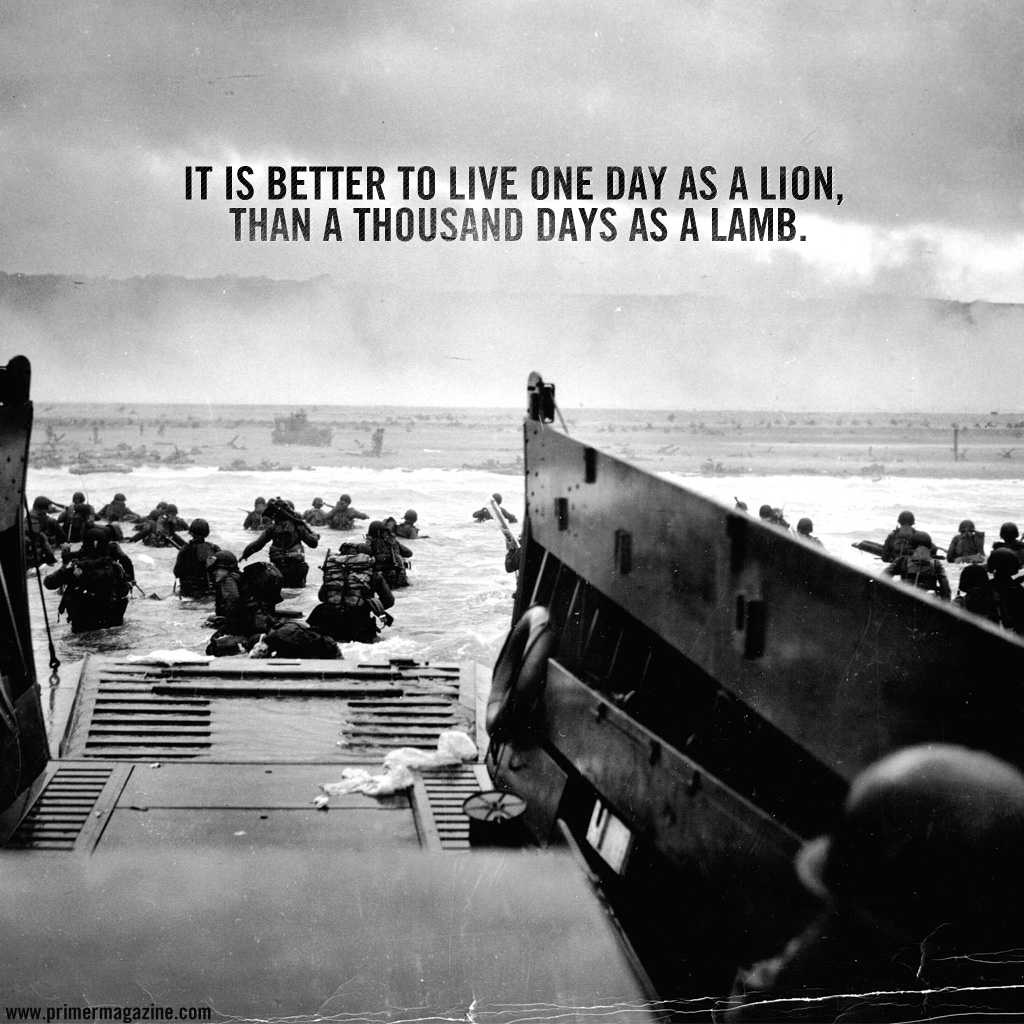 IT IS BETTER TO LIVE ONE DAY AS A LION,
THAN A THOUSAND DAYS AS A LAMB.
www.primermagazine.com